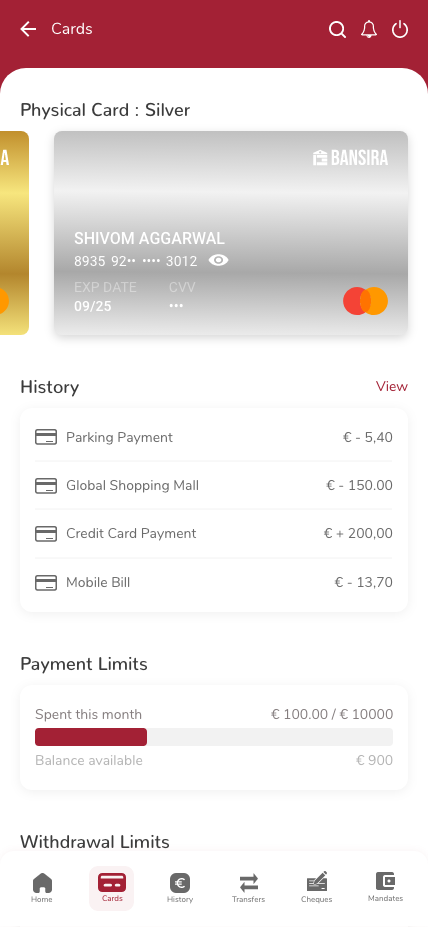 Cards
Physical Card : Silver
A
BANSIRA
SHIVOM AGGARWAL
8935 92•• •••• 3012
EXP DATE CVV
09/25 •••
History View
Parking Payment € - 5,40
Global Shopping Mall € - 150.00
Credit Card Payment € + 200,00
Mobile Bill € - 13,70
Payment Limits
Spent this month € 100.00 / € 10000
Balance available € 900
Withdrawal Limits
Home Cards History Transfers Cheques Mandates